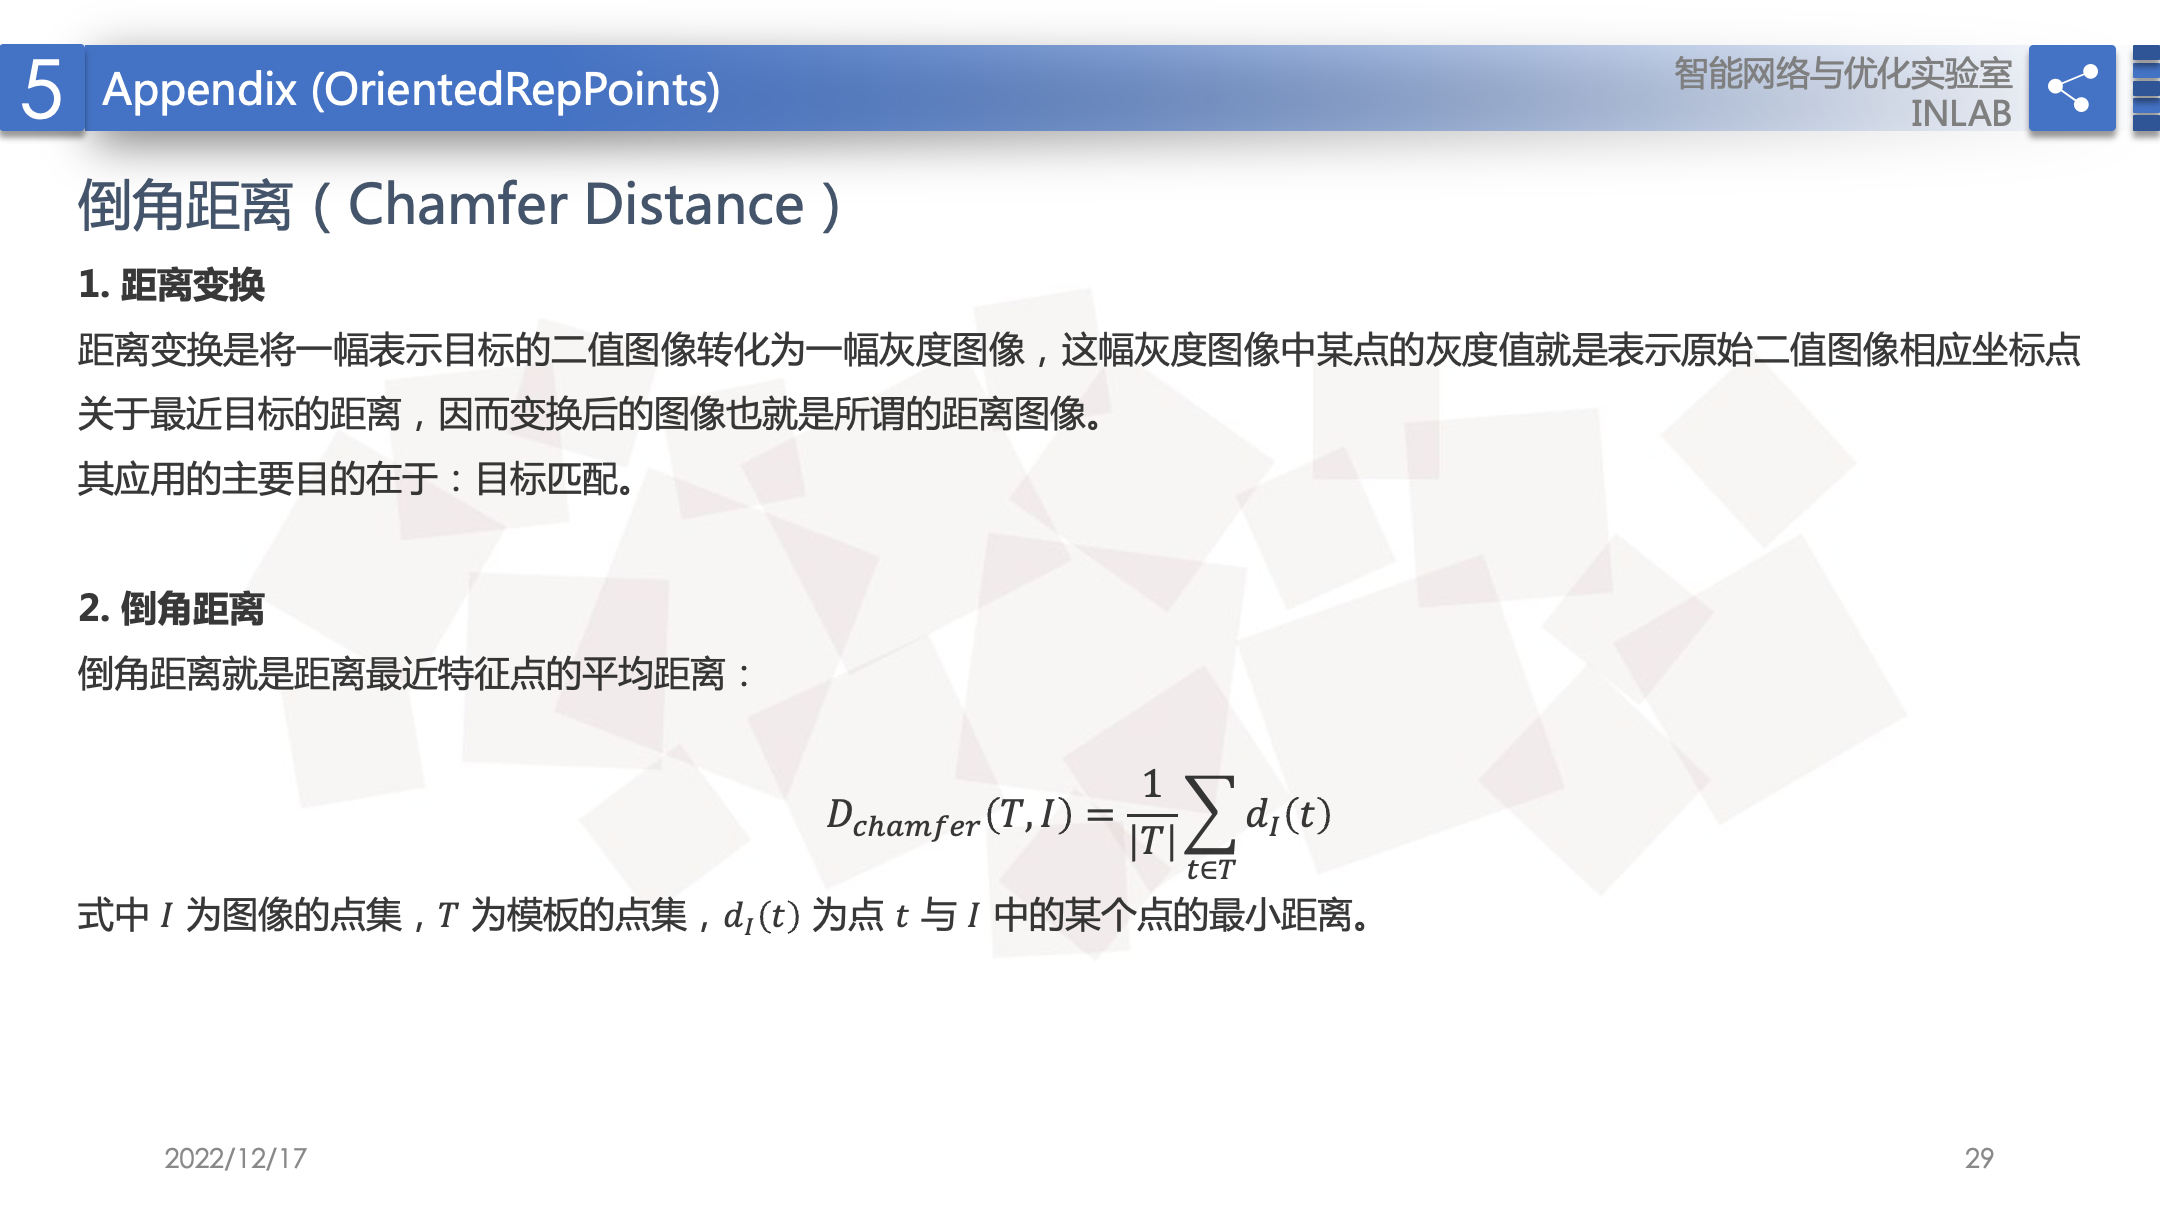 5
Appendix (OrientedRepPoints)
智能网络与优化实验室
INLAB
倒角距离（Chamfer Distance）
1. 距离变换
距离变换是将一幅表示目标的二值图像转化为一幅灰度图像，这幅灰度图像中某点的灰度值就是表示原始二值图像相应坐标点
关于最近目标的距离，因而变换后的图像也就是所谓的距离图像。
其应用的主要目的在于：目标匹配。
2. 倒角距离
倒角距离就是距离最近特征点的平均距离：
$D_{chamfer}(T, I) = \frac{1}{|T|} \sum_{t \in T} d_I(t)$
式中 $I$ 为图像的点集，$T$ 为模板的点集，$d_I(t)$ 为点 $t$ 与 $I$ 中的某个点的最小距离。
2022/12/17
29